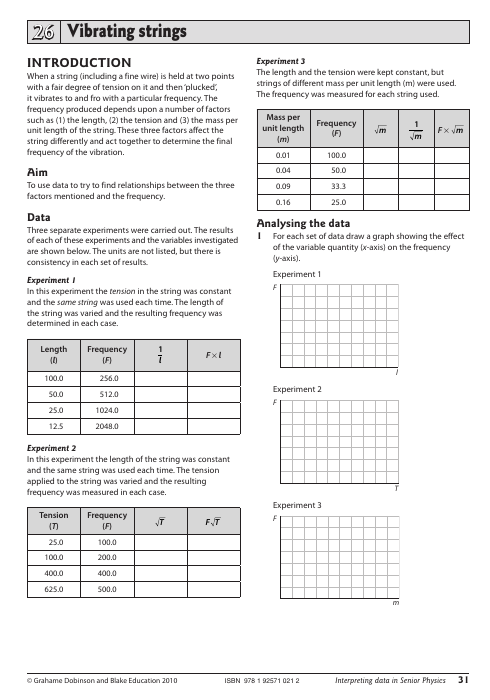 26 Vibrating strings
INTRODUCTION
When a string (including a fine wire) is held at two points
with a fair degree of tension on it and then 'plucked',
it vibrates to and fro with a particular frequency. The
frequency produced depends upon a number of factors
such as (1) the length, (2) the tension and (3) the mass per
unit length of the string. These three factors affect the
string differently and act together to determine the final
frequency of the vibration.
Aim
To use data to try to find relationships between the three
factors mentioned and the frequency.
Data
Three separate experiments were carried out. The results
of each of these experiments and the variables investigated
are shown below. The units are not listed, but there is
consistency in each set of results.
Experiment 1
In this experiment the tension in the string was constant
and the same string was used each time. The length of
the string was varied and the resulting frequency was
determined in each case.
Length (l) Frequency (F) 1/l F × l
100.0 256.0
50.0 512.0
25.0 1024.0
12.5 2048.0
Experiment 2
In this experiment the length of the string was constant
and the same string was used each time. The tension
applied to the string was varied and the resulting
frequency was measured in each case.
Tension (T) Frequency (F) √T F√T
25.0 100.0
100.0 200.0
400.0 400.0
625.0 500.0
Experiment 3
The length and the tension were kept constant, but
strings of different mass per unit length (m) were used.
The frequency was measured for each string used.
Mass per unit length (m) Frequency (F) √m 1/√m F × √m
0.01 100.0
0.04 50.0
0.09 33.3
0.16 25.0
Analysing the data
1 For each set of data draw a graph showing the effect
of the variable quantity (x-axis) on the frequency
(y-axis).
Experiment 1
F
l
Experiment 2
F
T
Experiment 3
F
m
© Grahame Dobinson and Blake Education 2010 ISBN 978 1 92571 021 2 Interpreting data in Senior Physics 31